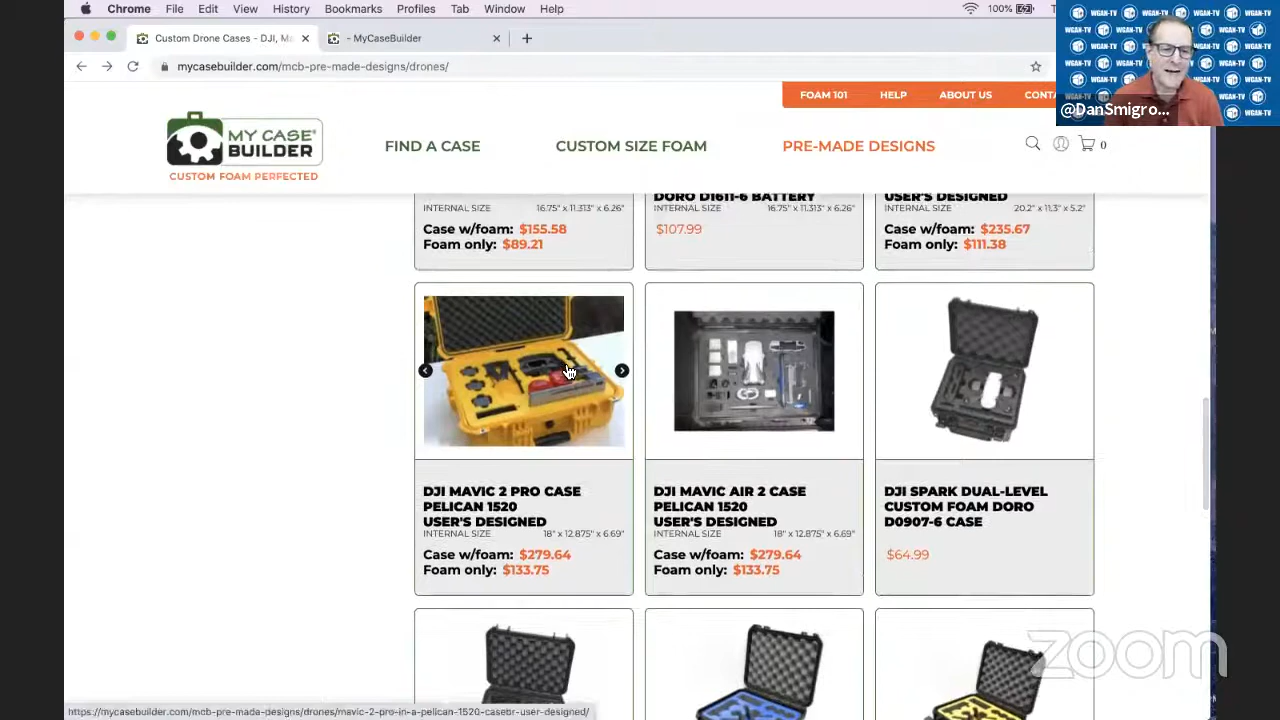 Chrome File Edit View History Bookmarks Profiles Tab Window Help 100%
Custom Drone Cases - DJI, Ma - MyCaseBuilder
mycasebuilder.com/mcb-pre-made-designs/drones/
@DanSmigro...
FOAM 101 HELP ABOUT US CONTA
MY CASE BUILDER
CUSTOM FOAM PERFECTED
FIND A CASE CUSTOM SIZE FOAM PRE-MADE DESIGNS 0
INTERNAL SIZE 16.75" x 11.313" x 6.26"
Case w/foam: $155.58
Foam only: $89.21
DORO D1611-6 BATTERY
INTERNAL SIZE 16.75" x 11.313" x 6.26"
$107.99
USER'S DESIGNED
INTERNAL SIZE 20.2" x 11.3" x 5.2"
Case w/foam: $235.67
Foam only: $111.38
DJI MAVIC 2 PRO CASE
PELICAN 1520
USER'S DESIGNED
INTERNAL SIZE 18" x 12.875" x 6.69"
Case w/foam: $279.64
Foam only: $133.75
DJI MAVIC AIR 2 CASE
PELICAN 1520
USER'S DESIGNED
INTERNAL SIZE 18" x 12.875" x 6.69"
Case w/foam: $279.64
Foam only: $133.75
DJI SPARK DUAL-LEVEL
CUSTOM FOAM DORO
D0907-6 CASE
$64.99
zoom
https://mycasebuilder.com/mcb-pre-made-designs/drones/mavic-2-pro-in-a-pelican-1520-casebr-user-designed/